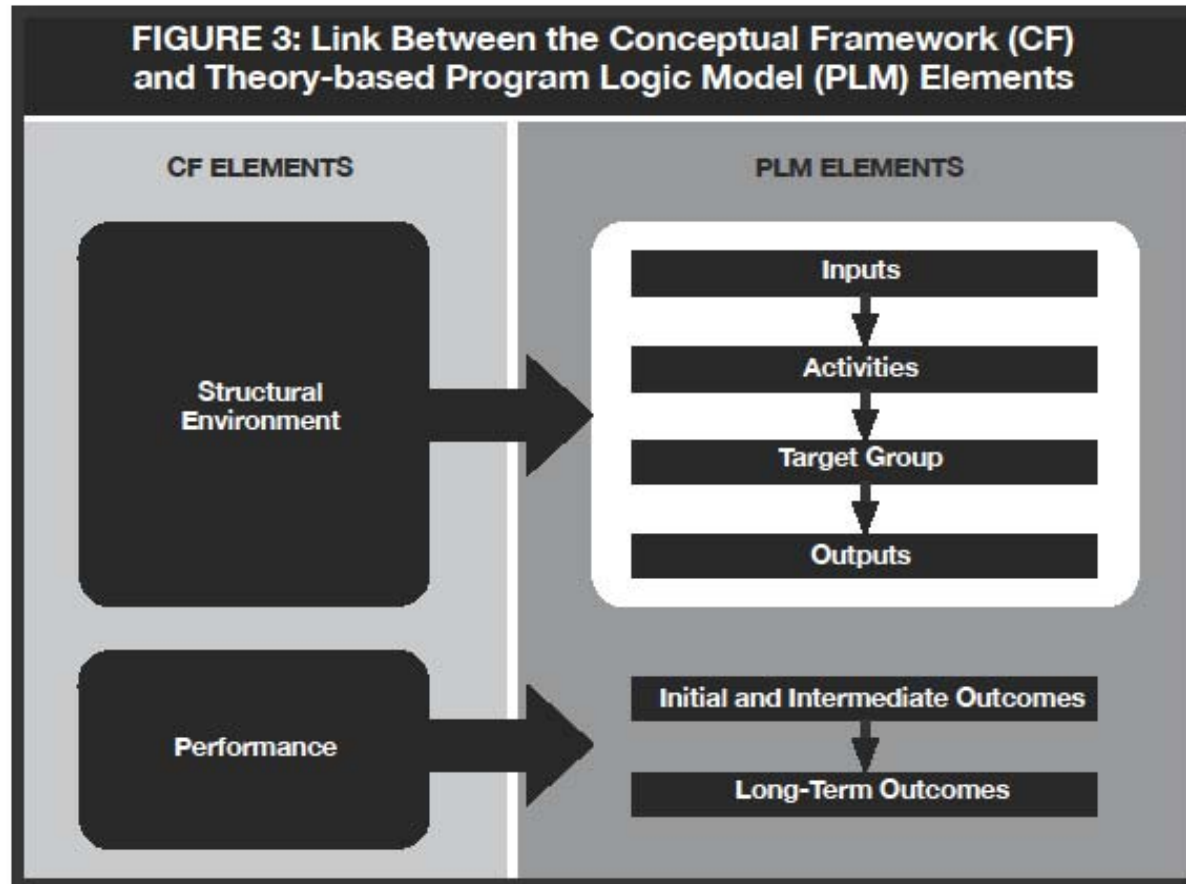 FIGURE 3: Link Between the Conceptual Framework (CF)
and Theory-based Program Logic Model (PLM) Elements
CF ELEMENTS
PLM ELEMENTS
Structural
Environment
Inputs
Activities
Target Group
Outputs
Performance
Initial and Intermediate Outcomes
Long-Term Outcomes